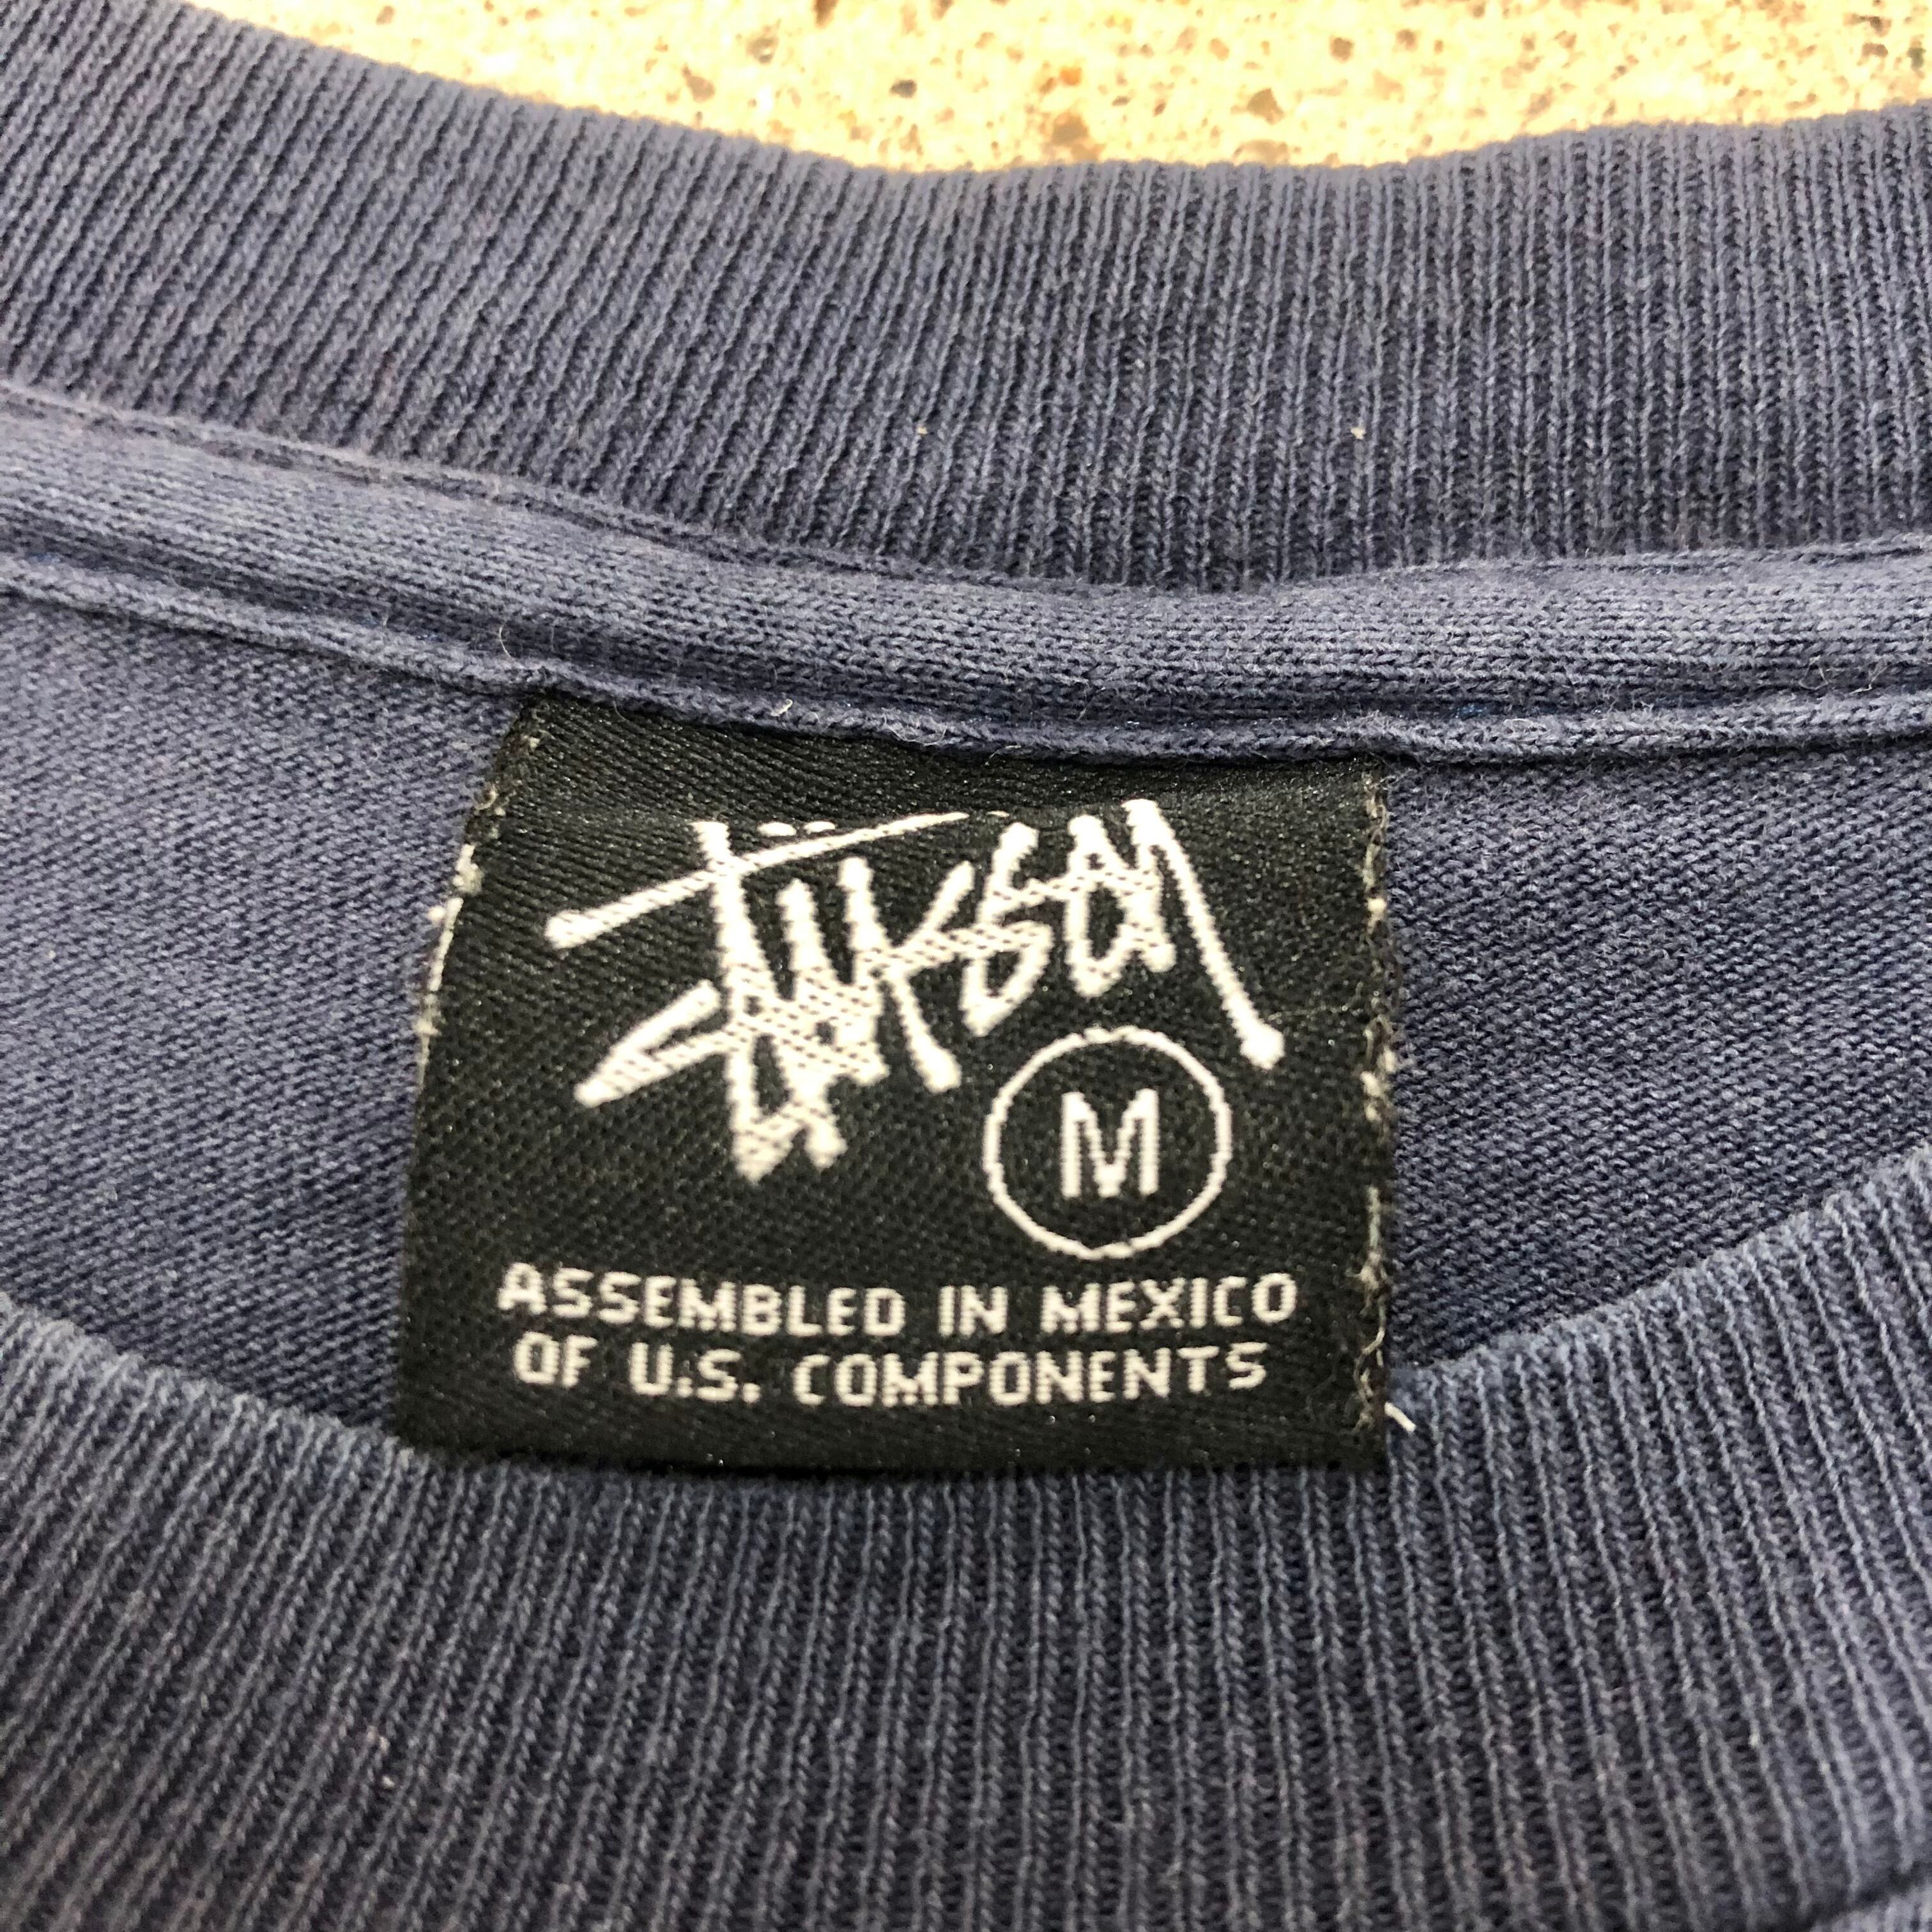 Stüssy
M
ASSEMBLED IN MEXICO
OF U.S. COMPONENTS